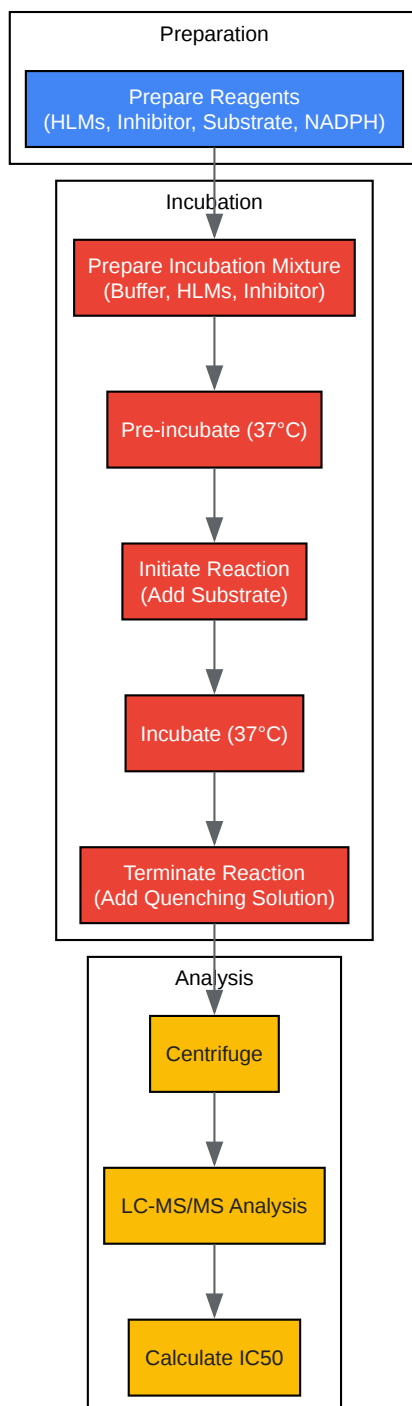 Preparation
Prepare Reagents
(HLMs, Inhibitor, Substrate, NADPH)
Incubation
Prepare Incubation Mixture
(Buffer, HLMs, Inhibitor)
Pre-incubate (37°C)
Initiate Reaction
(Add Substrate)
Incubate (37°C)
Terminate Reaction
(Add Quenching Solution)
Analysis
Centrifuge
LC-MS/MS Analysis
Calculate IC50